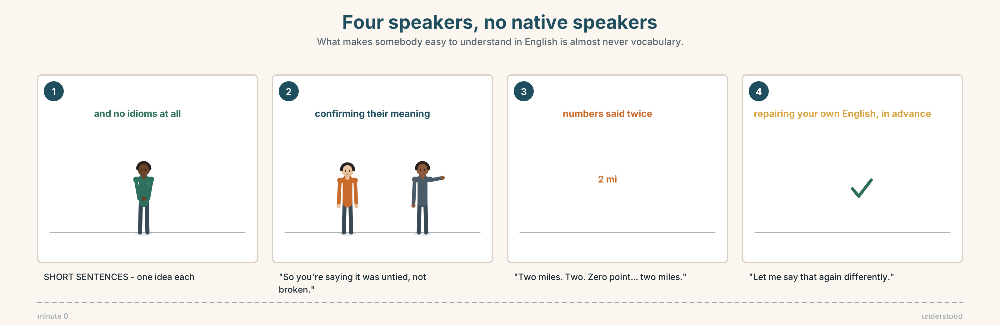 Four speakers, no native speakers
What makes somebody easy to understand in English is almost never vocabulary.
1
and no idioms at all
SHORT SENTENCES - one idea each
2
confirming their meaning
"So you're saying it was untied, not
broken."
3
numbers said twice
2 mi
"Two miles. Two. Zero point... two miles."
4
repairing your own English, in advance
"Let me say that again differently."
minute 0
understood